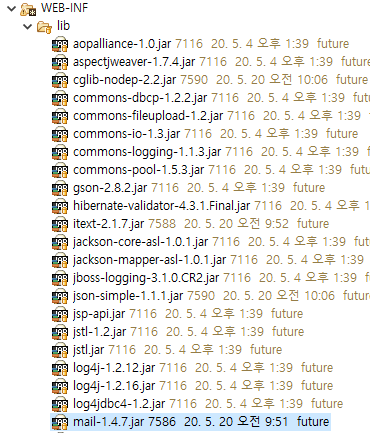 WEB-INF
lib
aopalliance-1.0.jar 7116 20. 5. 4 오후 1:39 future
aspectjweaver-1.7.4.jar 7116 20. 5. 4 오후 1:39 future
cglib-nodep-2.2.jar 7590 20. 5. 20 오전 10:06 future
commons-dbcp-1.2.2.jar 7116 20. 5. 4 오후 1:39 future
commons-fileupload-1.2.jar 7116 20. 5. 4 오후 1:39 future
commons-io-1.3.jar 7116 20. 5. 4 오후 1:39 future
commons-logging-1.1.3.jar 7116 20. 5. 4 오후 1:39 future
commons-pool-1.5.3.jar 7116 20. 5. 4 오후 1:39 future
gson-2.8.2.jar 7116 20. 5. 4 오후 1:39 future
hibernate-validator-4.3.1.Final.jar 7116 20. 5. 4 오후 1:39 future
itext-2.1.7.jar 7588 20. 5. 20 오전 9:52 future
jackson-core-asl-1.0.1.jar 7116 20. 5. 4 오후 1:39 future
jackson-mapper-asl-1.0.1.jar 7116 20. 5. 4 오후 1:39 future
jboss-logging-3.1.0.CR2.jar 7116 20. 5. 4 오후 1:39 future
json-simple-1.1.1.jar 7590 20. 5. 20 오전 10:06 future
jsp-api.jar 7116 20. 5. 4 오후 1:39 future
jstl-1.2.jar 7116 20. 5. 4 오후 1:39 future
jstl.jar 7116 20. 5. 4 오후 1:39 future
log4j-1.2.12.jar 7116 20. 5. 4 오후 1:39 future
log4j-1.2.16.jar 7116 20. 5. 4 오후 1:39 future
log4jdbc4-1.2.jar 7116 20. 5. 4 오후 1:39 future
mail-1.4.7.jar 7586 20. 5. 20 오전 9:51 future